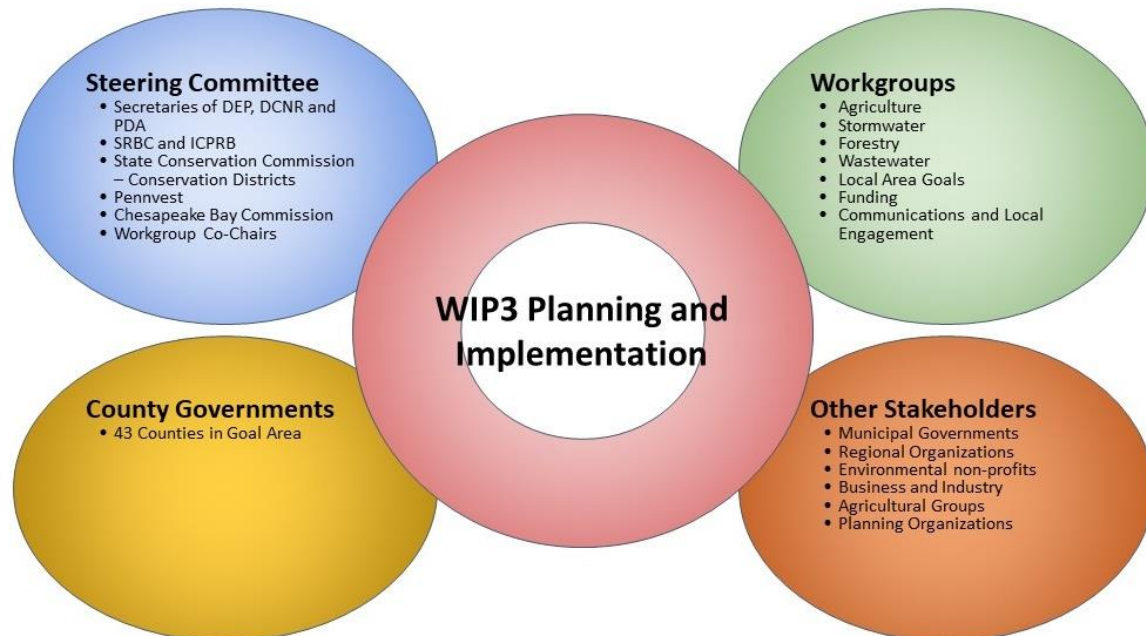 Steering Committee
• Secretaries of DEP, DCNR and
PDA
• SRBC and ICPRB
• State Conservation Commission
– Conservation Districts
• Pennvest
• Chesapeake Bay Commission
• Workgroup Co-Chairs
Workgroups
• Agriculture
• Stormwater
• Forestry
• Wastewater
• Local Area Goals
• Funding
• Communications and Local
Engagement
WIP3 Planning and
Implementation
County Governments
• 43 Counties in Goal Area
Other Stakeholders
• Municipal Governments
• Regional Organizations
• Environmental non-profits
• Business and Industry
• Agricultural Groups
• Planning Organizations